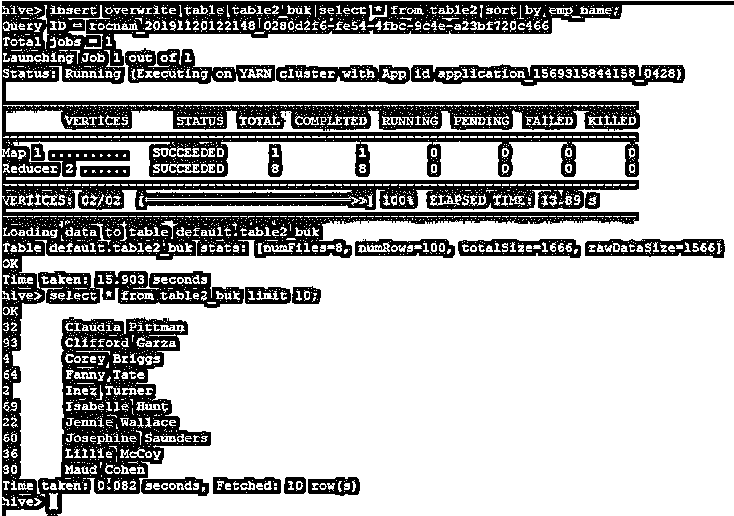 hive> insert overwrite table table2_buk select * from table2 sort by emp_name;
Query ID = rocnam_20191120122148_0280d2f6-fe54-4fbc-9c4e-a23bf720c466
Total jobs = 1
Launching Job 1 out of 1
Status: Running (Executing on YARN cluster with App id application_1569315844158_0428)
VERTICES STATUS TOTAL COMPLETED RUNNING PENDING FAILED KILLED
Map 1 .......... SUCCEEDED 1 1 0 0 0 0
Reducer 2 ...... SUCCEEDED 8 8 0 0 0 0
VERTICES: 02/02 [==========================>>] 100% ELAPSED TIME: 13.89 s
Loading data to table default.table2_buk
Table default.table2_buk stats: [numFiles=8, numRows=100, totalSize=1666, rawDataSize=1566]
OK
Time taken: 15.903 seconds
hive> select * from table2_buk limit 10;
OK
32 Claudia Pittman
93 Clifford Garza
4 Corey Briggs
64 Fanny Tate
2 Inez Turner
69 Isabelle Hunt
22 Jennie Wallace
60 Josephine Saunders
36 Lillie McCoy
30 Maud Cohen
Time taken: 0.082 seconds, Fetched: 10 row(s)
hive>